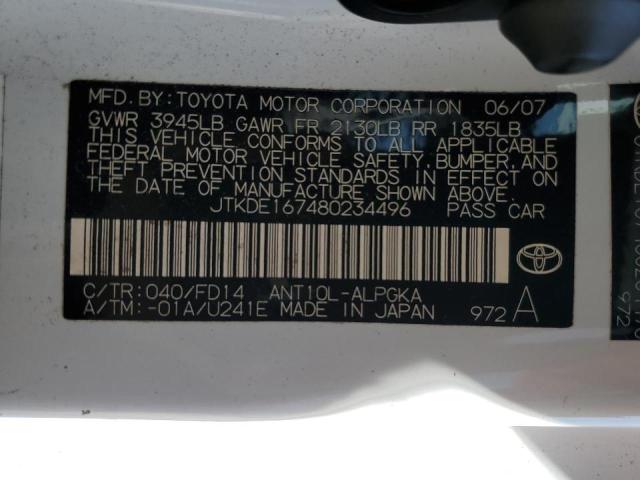 MFD.BY:TOYOTA MOTOR CORPORATION 06/07
GVWR 3945LB GAWR FR 2130LB RR 1835LB
THIS VEHICLE CONFORMS TO ALL APPLICABLE
FEDERAL MOTOR VEHICLE SAFETY, BUMPER, AND
THEFT PREVENTION STANDARDS IN EFFECT ON
THE DATE OF MANUFACTURE SHOWN ABOVE.
JTKDE167480234496 PASS CAR
C/TR:040/FD14 ANT10L-ALPGKA
A/TM:-01A/U241E MADE IN JAPAN 972 A
972